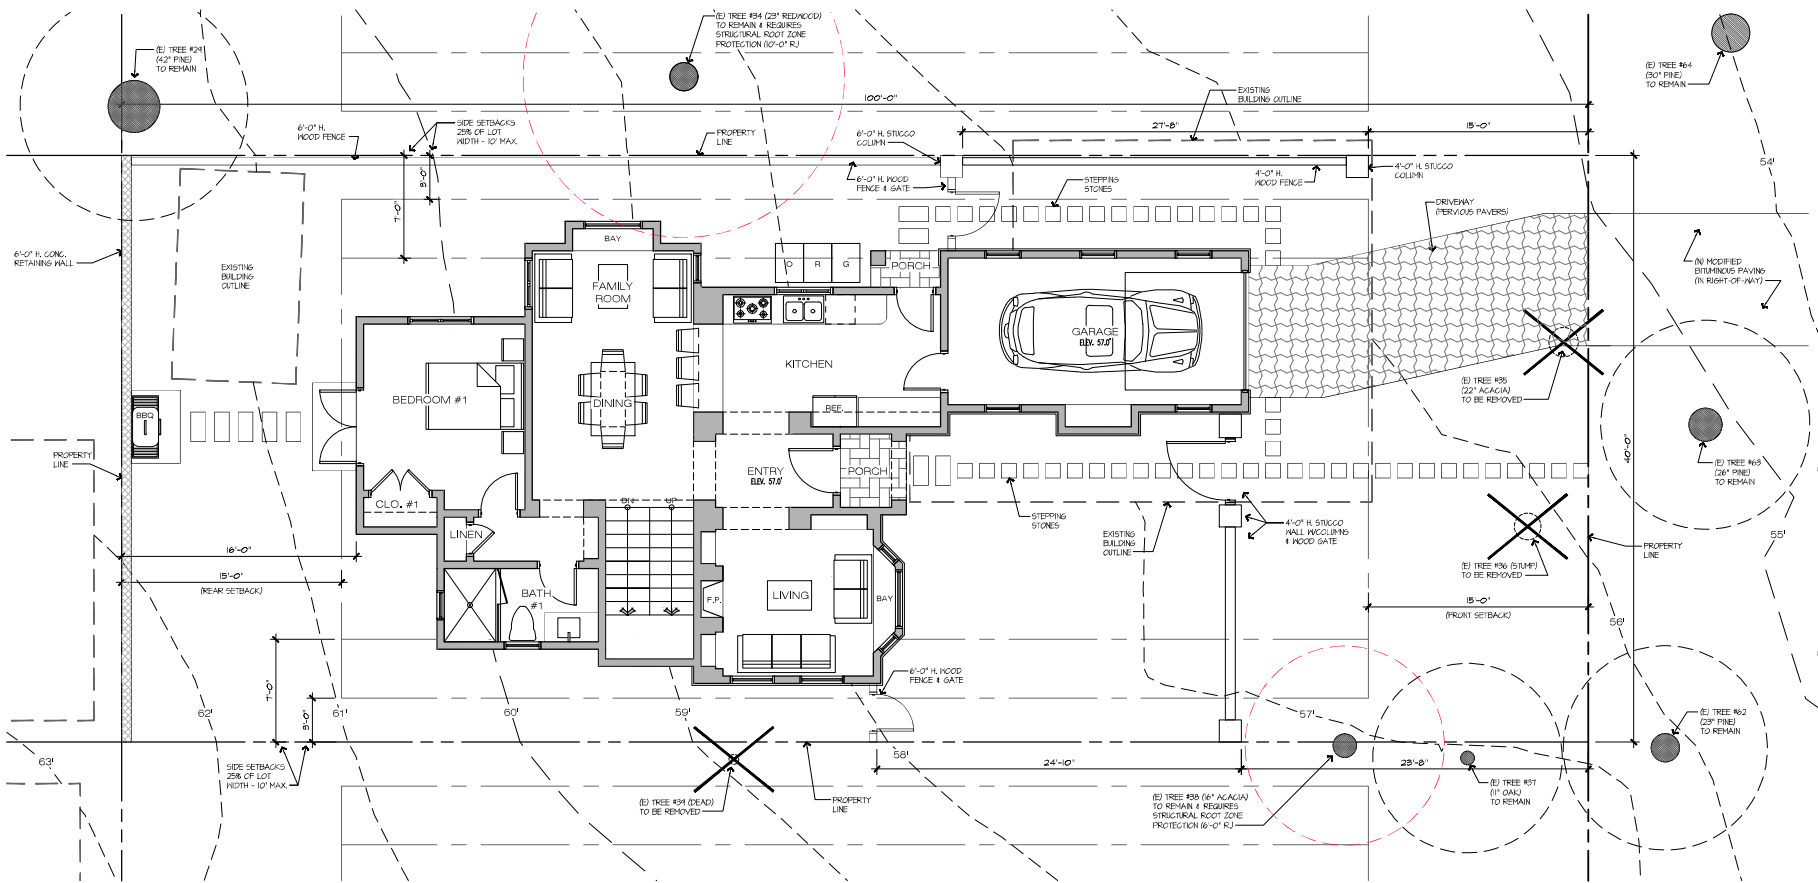 (E) TREE #29
(42" PINE)
TO REMAIN
(E) TREE #34 (23" REDWOOD)
TO REMAIN & REQUIRES
STRUCTURAL ROOT ZONE
PROTECTION (10'-0" R.)
(E) TREE #64
(30" PINE)
TO REMAIN
100'-0"
EXISTING
BUILDING OUTLINE
6'-0" H.
WOOD FENCE
SIDE SETBACKS
25% OF LOT
WIDTH - 10' MAX.
PROPERTY
LINE
6'-0" H. STUCCO
COLUMN
27'-8"
15'-0"
54'
3'-0"
7'-0"
6'-0" H. WOOD
FENCE & GATE
STEPPING
STONES
4'-0" H.
WOOD FENCE
4'-0" H. STUCCO
COLUMN
DRIVEWAY
(PERVIOUS PAVERS)
6'-0" H. CONC.
RETAINING WALL
EXISTING
BUILDING
OUTLINE
BAY
FAMILY
ROOM
O
R
G
PORCH
(N) MODIFIED
BITUMINOUS PAVING
(IN RIGHT-OF-WAY)
GARAGE
ELEV. 57.0'
KITCHEN
BEDROOM #1
DINING
REF.
BBQ
(E) TREE #35
(22" ACACIA)
TO BE REMOVED
PROPERTY
LINE
40'-0"
(E) TREE #63
(26" PINE)
TO REMAIN
ENTRY
ELEV. 57.0'
PORCH
CLO. #1
DN
UP
LINEN
STEPPING
STONES
EXISTING
BUILDING
OUTLINE
4'-0" H. STUCCO
WALL W/COLUMNS
& WOOD GATE
55'
PROPERTY
LINE
16'-0"
15'-0"
(REAR SETBACK)
BATH
#1
F.P.
LIVING
BAY
(E) TREE #36 (STUMP)
TO BE REMOVED
15'-0"
(FRONT SETBACK)
56'
6'-0" H. WOOD
FENCE & GATE
7'-0"
3'-0"
62'
61'
60'
59'
58'
57'
63'
(E) TREE #62
(23" PINE)
TO REMAIN
SIDE SETBACKS
25% OF LOT
WIDTH - 10' MAX.
24'-10"
23'-8"
(E) TREE #39 (DEAD)
TO BE REMOVED
PROPERTY
LINE
(E) TREE #38 (16" ACACIA)
TO REMAIN & REQUIRES
STRUCTURAL ROOT ZONE
PROTECTION (6'-0" R.)
(E) TREE #37
(11" OAK)
TO REMAIN